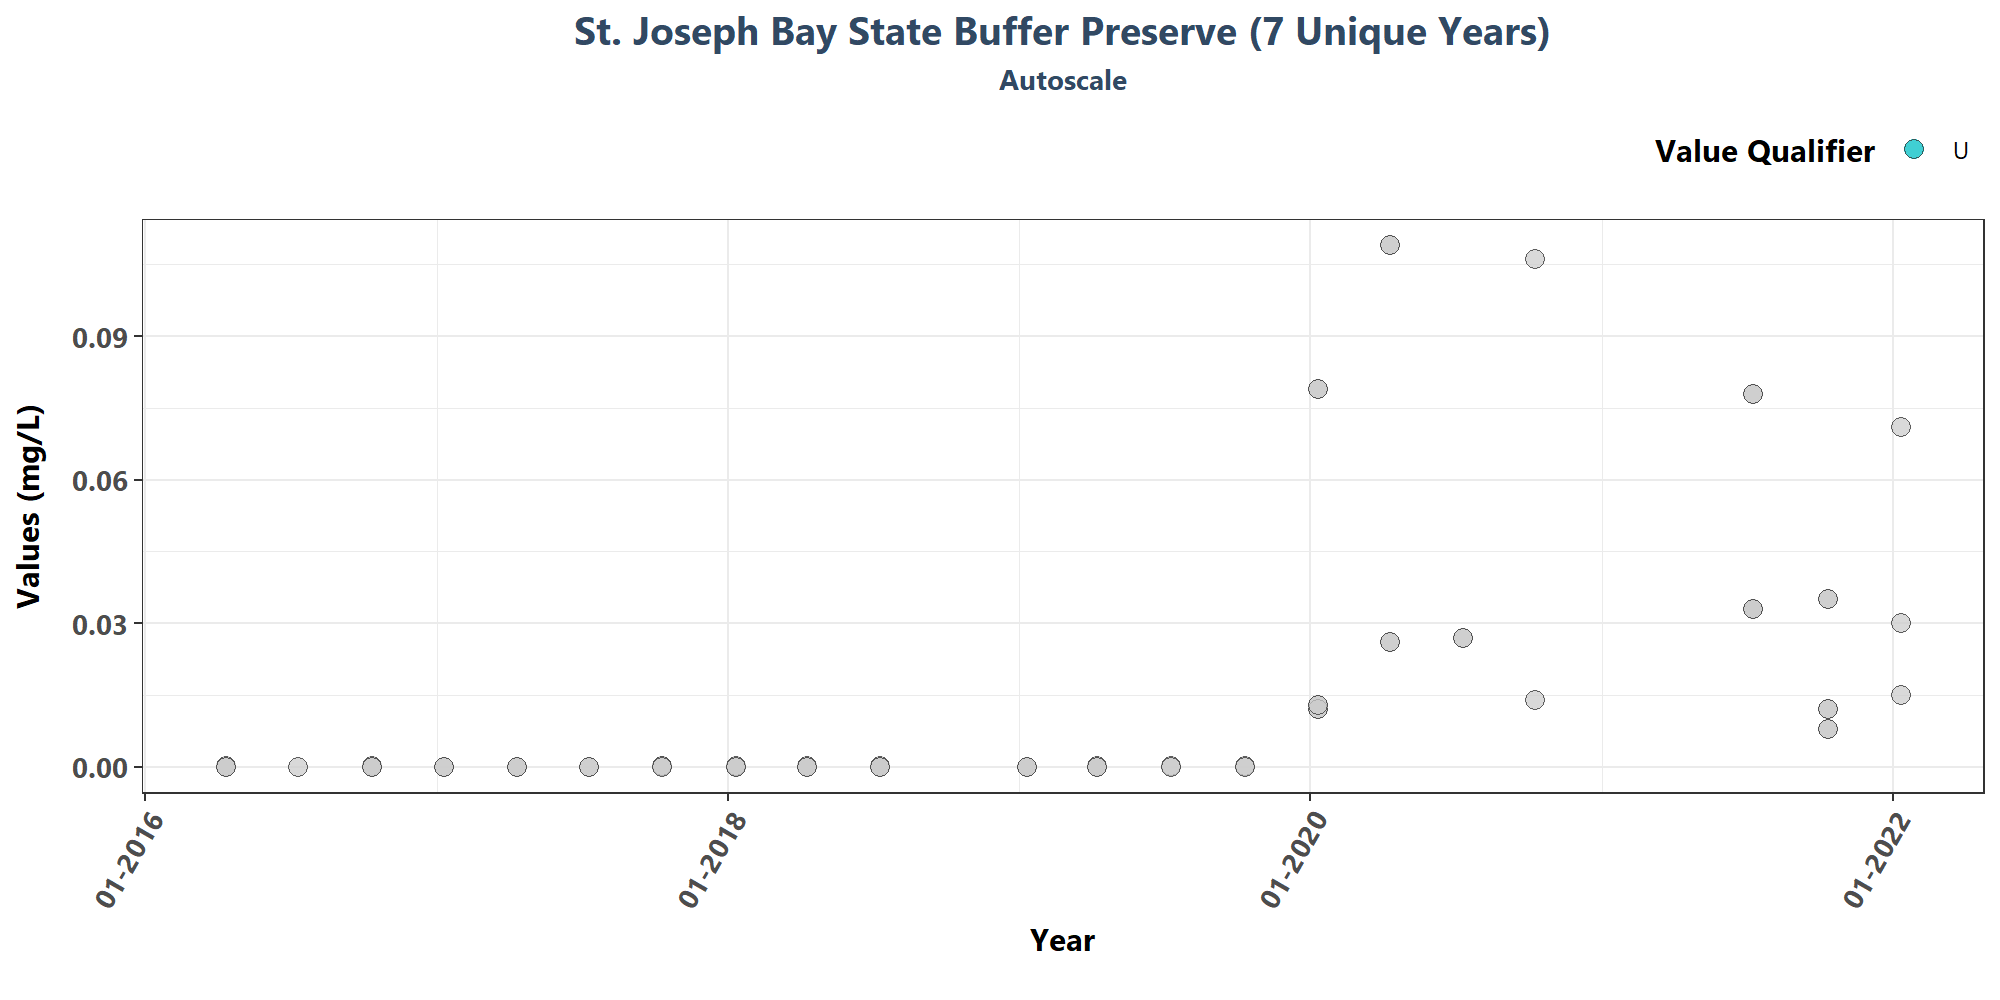 St. Joseph Bay State Buffer Preserve (7 Unique Years)
Autoscale
Value Qualifier U
Values (mg/L)
0.09
0.06
0.03
0.00
01-2016
01-2018
01-2020
01-2022
Year